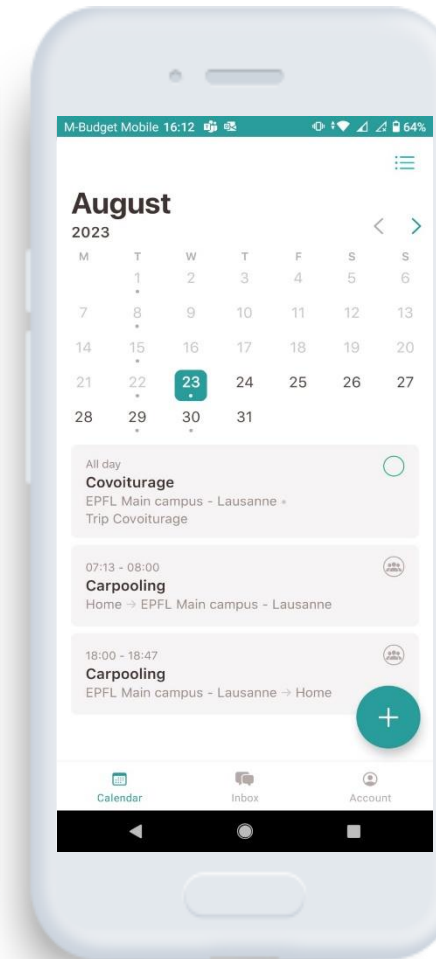 M-Budget Mobile 16:12 64%
August
2023
M T W T F S S
1 2 3 4 5 6
7 8 9 10 11 12 13
14 15 16 17 18 19 20
21 22 23 24 25 26 27
28 29 30 31
All day
Covoiturage
EPFL Main campus - Lausanne •
Trip Covoiturage
07:13 - 08:00
Carpooling
Home → EPFL Main campus - Lausanne
18:00 - 18:47
Carpooling
EPFL Main campus - Lausanne → Home
+
Calendar Inbox Account